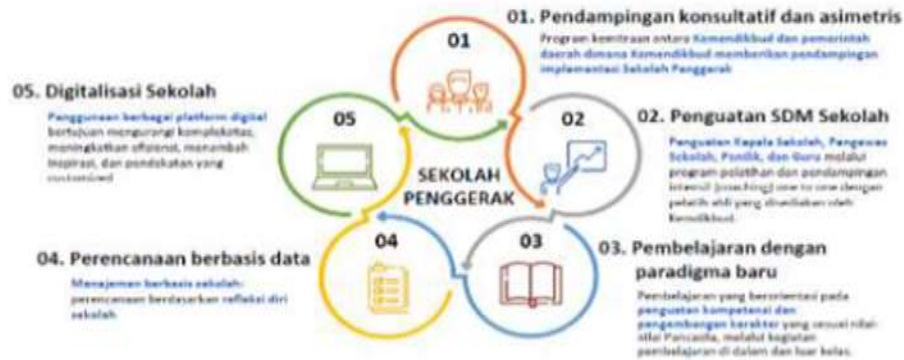 01. Pendampingan konsultatif dan asimetris
Program kemitraan antara Kemendikbud dan pemerintah
daerah dimana Kemendikbud memberikan pendampingan
implementasi Sekolah Penggerak
01
05. Digitalisasi Sekolah
Penggunaan berbagai platform digital
bertujuan mengurangi kompleksitas,
meningkatkan efisiensi, menambah
inspirasi, dan pendekatan yang
customized
05
02
02. Penguatan SDM Sekolah
Penguatan Kepala Sekolah, Pengawas
Sekolah, Penilik, dan Guru melalui
program pelatihan dan pendampingan
intensif (coaching) one to one dengan
pelatih ahli yang disediakan oleh
Kemdikbud.
SEKOLAH
PENGGERAK
04
03
04. Perencanaan berbasis data
Manajemen berbasis sekolah:
perencanaan berdasarkan refleksi diri
sekolah
03. Pembelajaran dengan
paradigma baru
Pembelajaran yang berorientasi pada
penguatan kompetensi dan
pengembangan karakter yang sesuai nilai-
nilai Pancasila, melalui kegiatan
pembelajaran di dalam dan luar kelas.